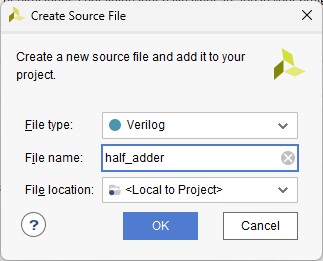 Create Source File
Create a new source file and add it to your
project.
File type: Verilog
File name: half_adder
File location: <Local to Project>
? OK Cancel